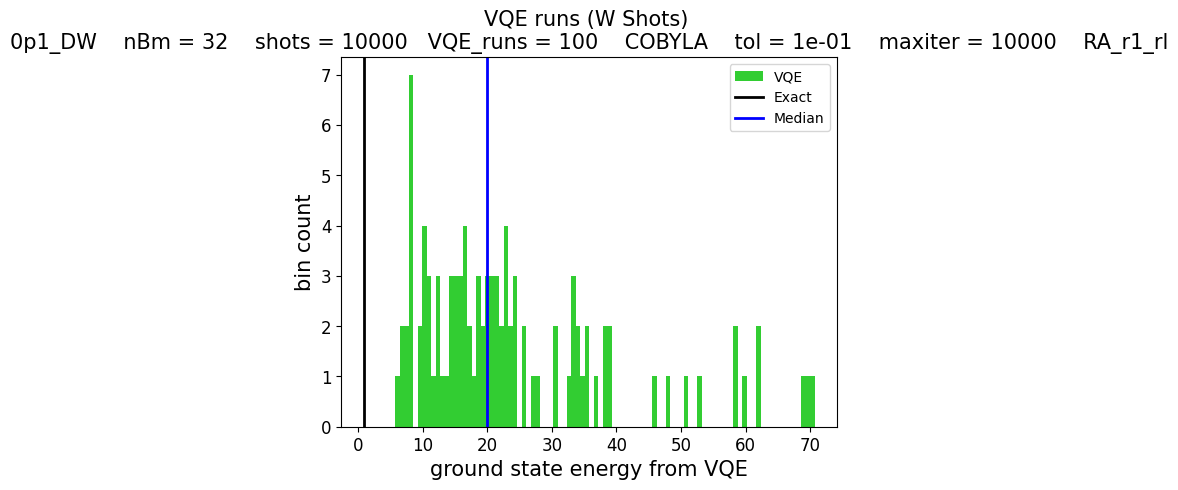 VQE runs (W Shots)
0p1_DW    nBm = 32    shots = 10000   VQE_runs = 100    COBYLA    tol = 1e-01    maxiter = 10000    RA_r1_rl
VQE
Exact
Median
bin count
7
6
5
4
3
2
1
0
0 10 20 30 40 50 60 70
ground state energy from VQE